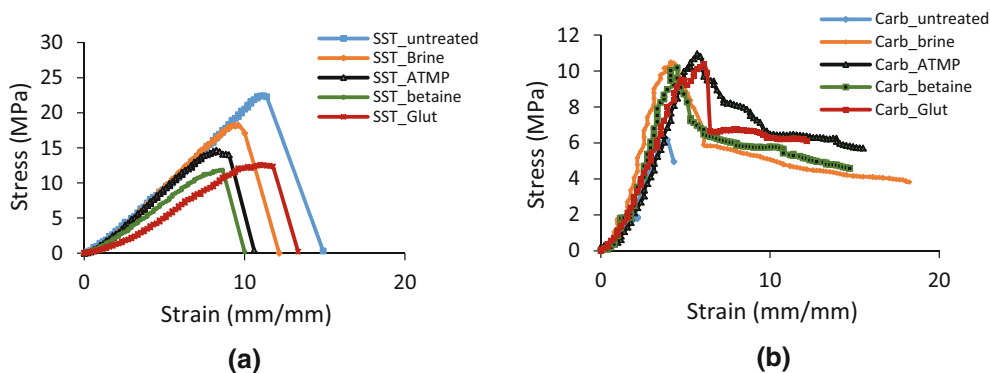 35
30
25
20
15
10
5
0
Stress (MPa)
0
10
20
Strain (mm/mm)
SST_untreated
SST_Brine
SST_ATMP
SST_betaine
SST_Glut
(a)
12
10
8
6
4
2
0
Stress (MPa)
0
10
20
Strain (mm/mm)
Carb_untreated
Carb_brine
Carb_ATMP
Carb_betaine
Carb_Glut
(b)